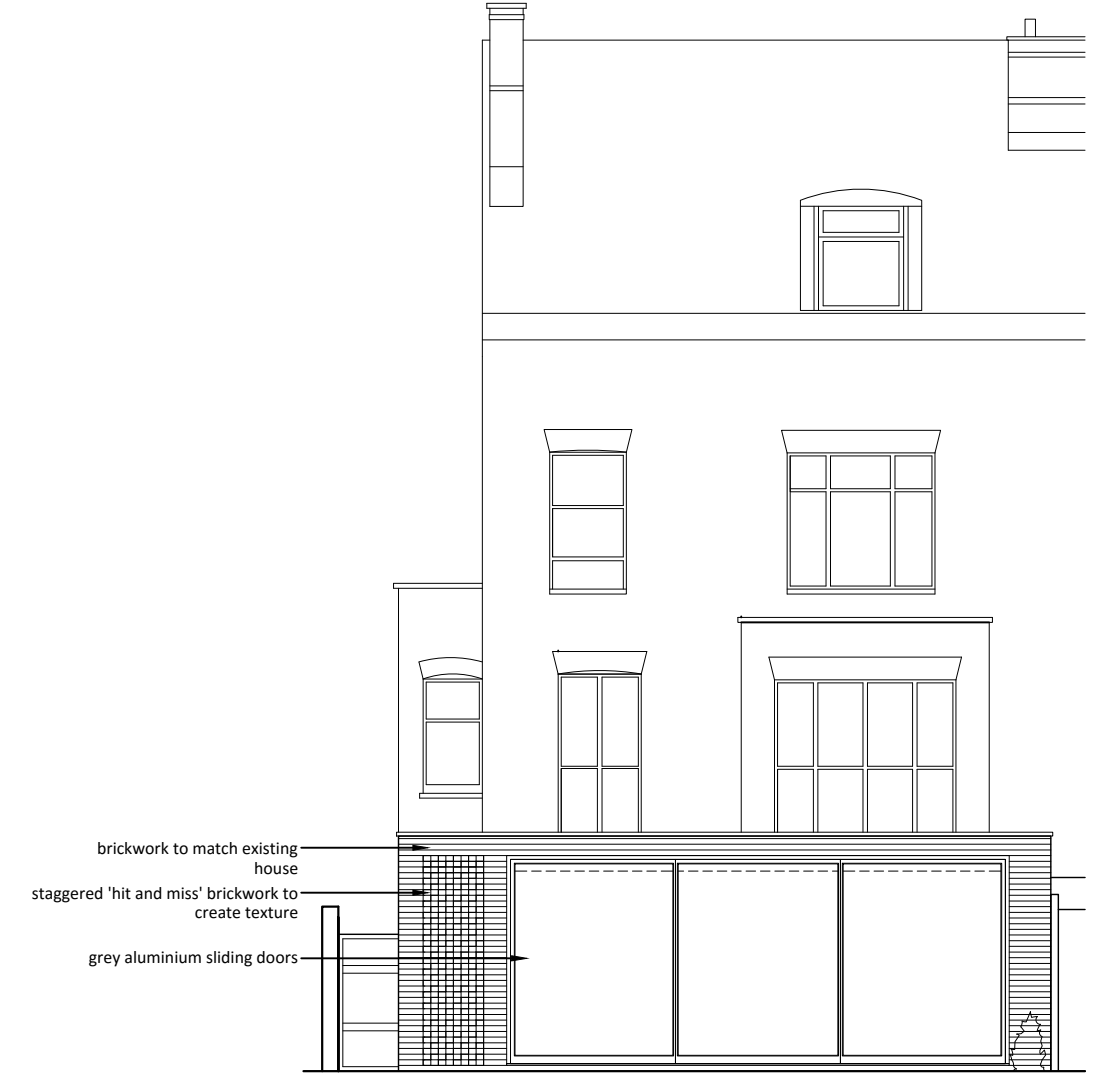 brickwork to match existing
house
staggered 'hit and miss' brickwork to
create texture
grey aluminium sliding doors